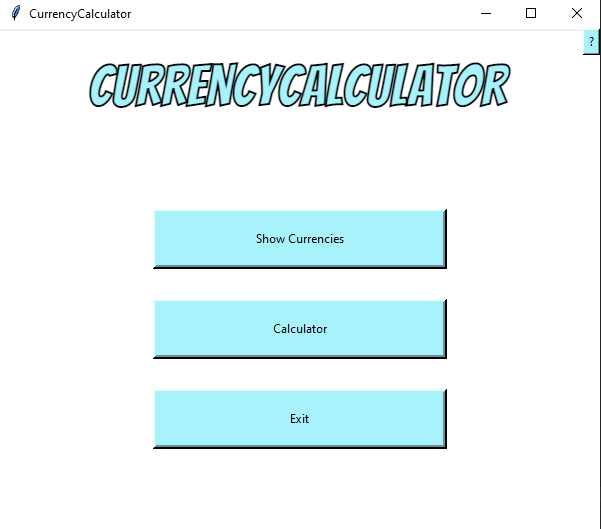 CurrencyCalculator
?
CURRENCYCALCULATOR
Show Currencies
Calculator
Exit